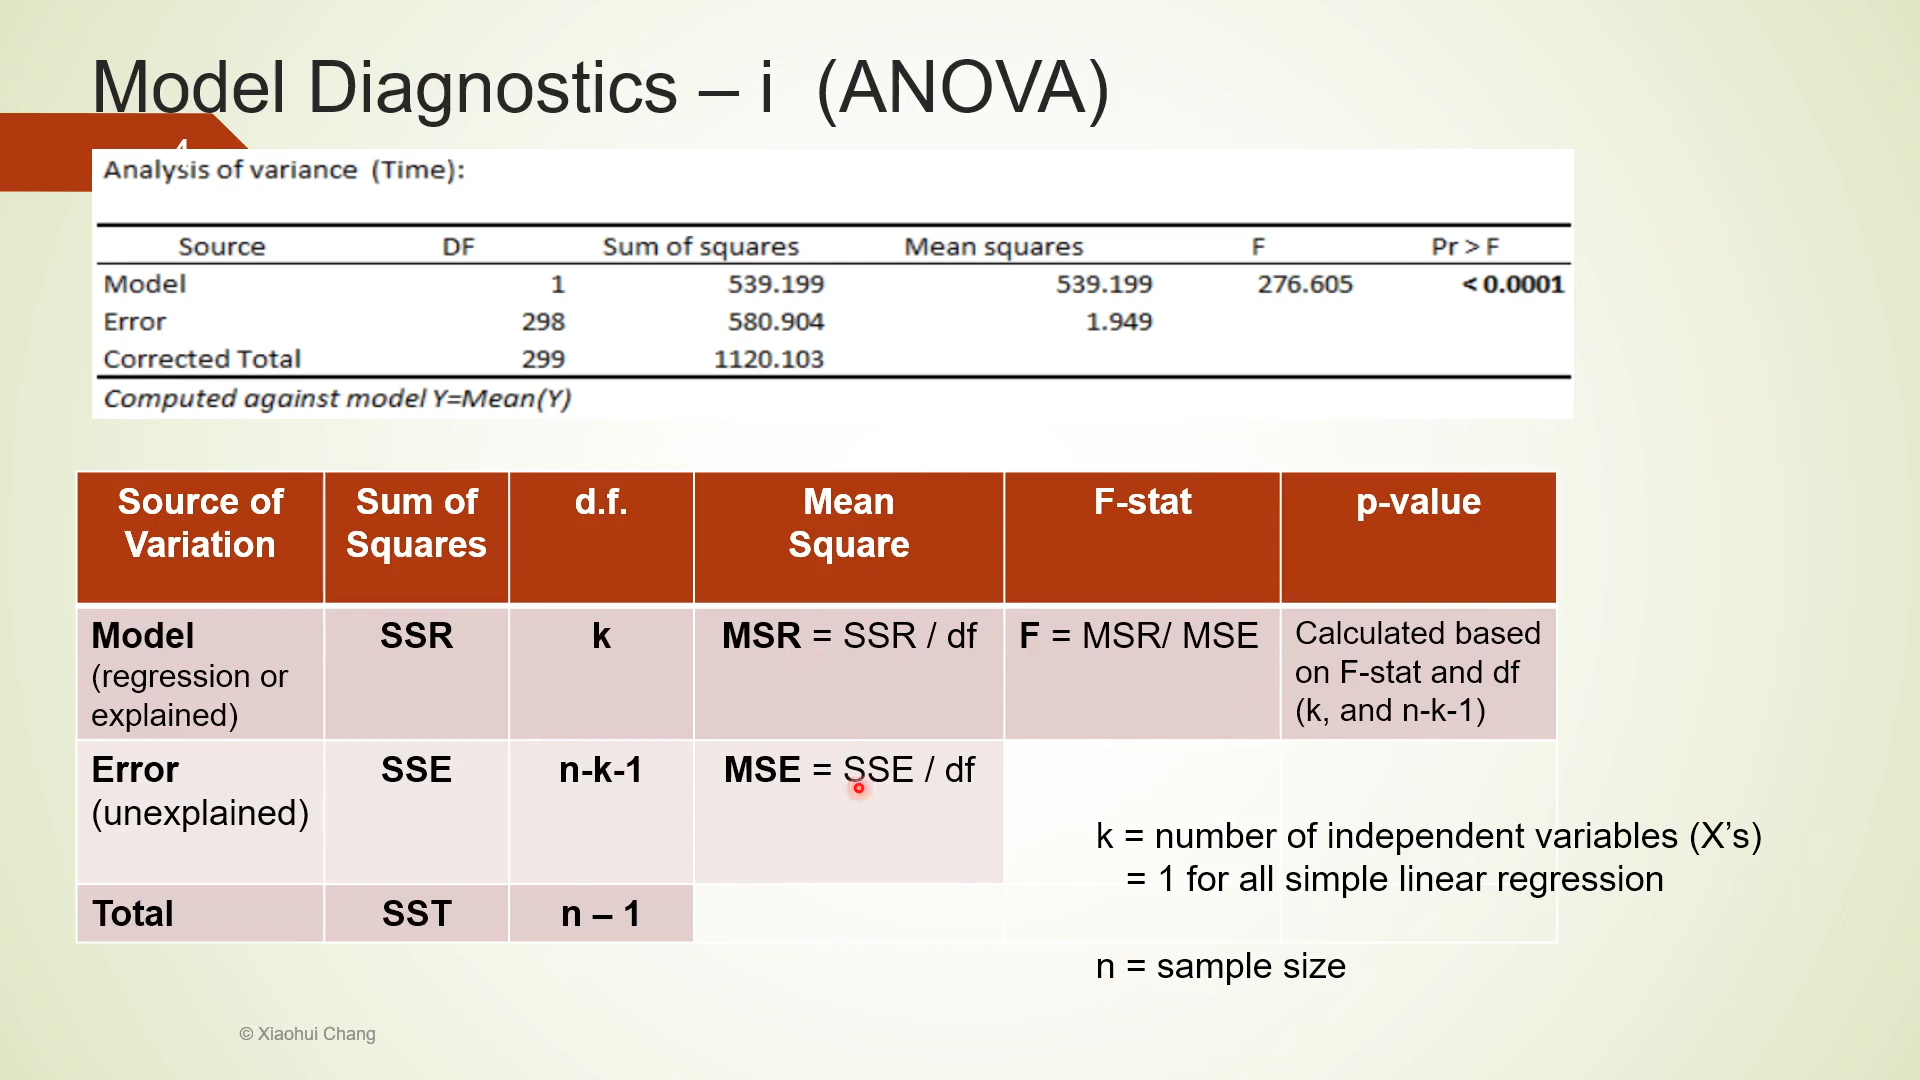 Model Diagnostics – i (ANOVA)
4
Analysis of variance (Time):
Source DF Sum of squares Mean squares F Pr > F
Model 1 539.199 539.199 276.605 < 0.0001
Error 298 580.904 1.949
Corrected Total 299 1120.103
Computed against model Y=Mean(Y)
Source of Variation Sum of Squares d.f. Mean Square F-stat p-value
Model (regression or explained) SSR k MSR = SSR / df F = MSR/ MSE Calculated based on F-stat and df (k, and n-k-1)
Error (unexplained) SSE n-k-1 MSE = SSE / df
Total SST n – 1
k = number of independent variables (X’s)
= 1 for all simple linear regression
n = sample size
© Xiaohui Chang